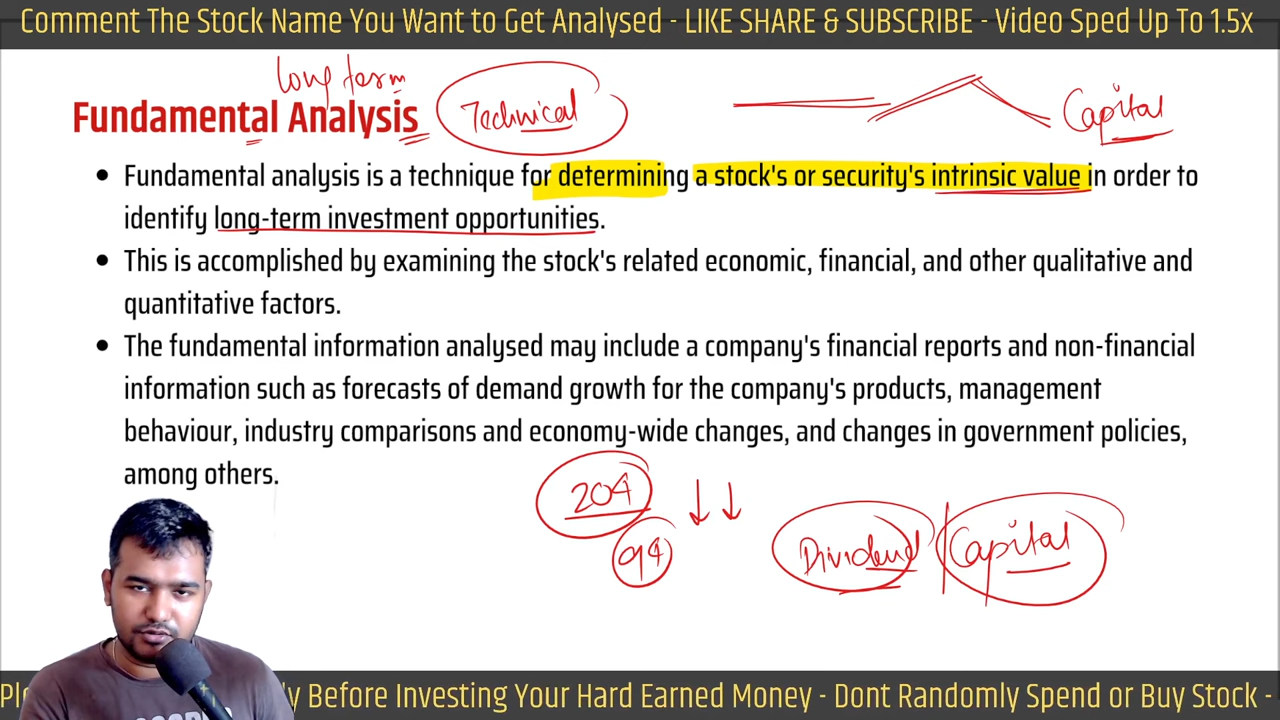 Comment The Stock Name You Want to Get Analysed - LIKE SHARE & SUBSCRIBE - Video Sped Up To 1.5x
long term
Fundamental Analysis
Technical
Capital
• Fundamental analysis is a technique for determining a stock's or security's intrinsic value in order to
identify long-term investment opportunities.
• This is accomplished by examining the stock's related economic, financial, and other qualitative and
quantitative factors.
• The fundamental information analysed may include a company's financial reports and non-financial
information such as forecasts of demand growth for the company's products, management
behaviour, industry comparisons and economy-wide changes, and changes in government policies,
among others.
204
94
Dividend
Capital
Before Investing Your Hard Earned Money - Dont Randomly Spend or Buy Stock -